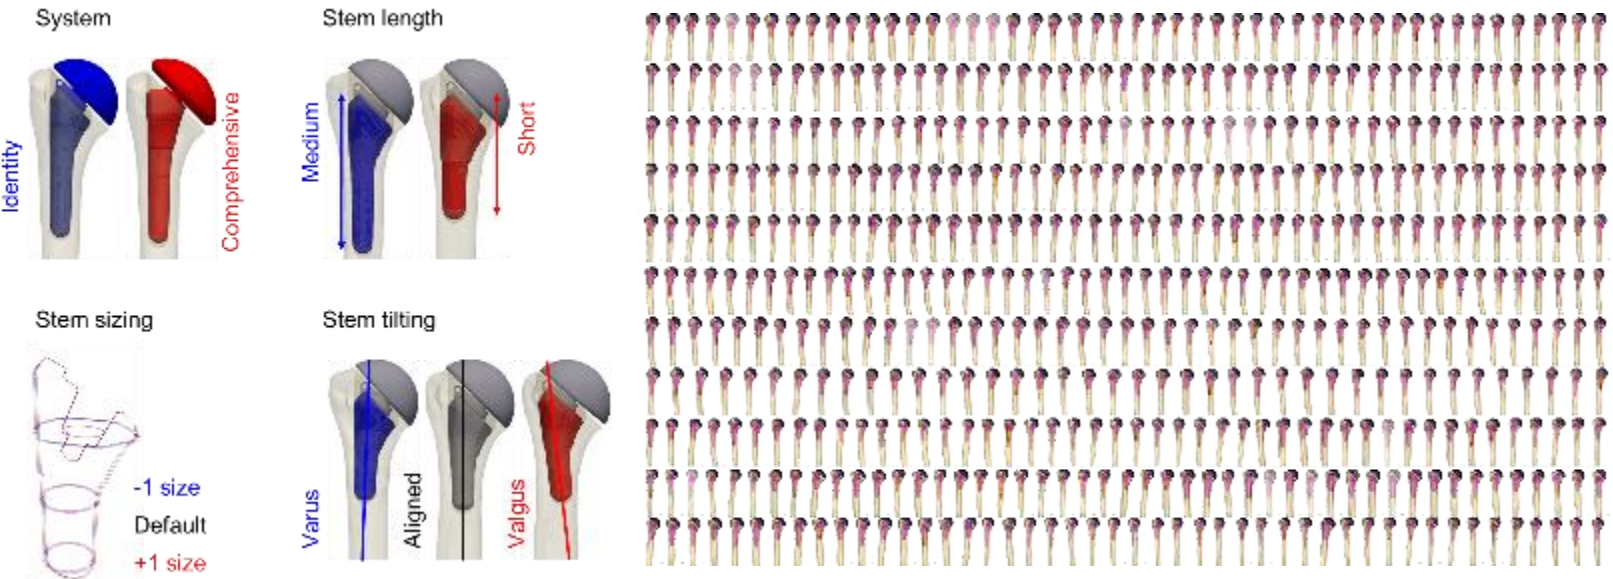 System
Stem length
Identity
Comprehensive
Medium
Short
Stem sizing
Stem tilting
-1 size
Default
+1 size
Varus
Aligned
Valgus